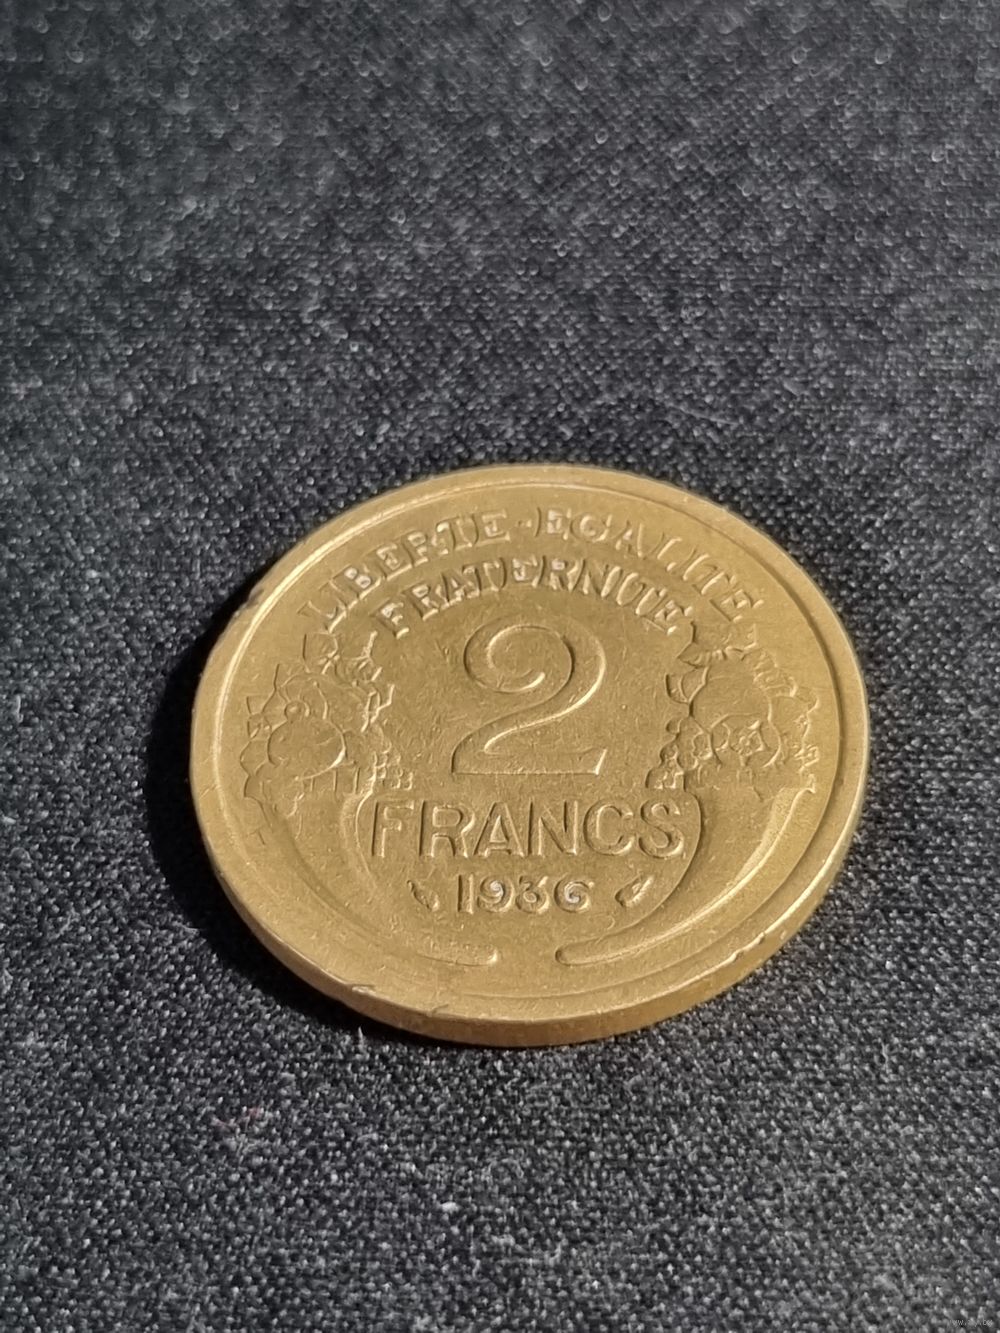 LIBERTE-EGALITE
FRATERNITE
2
FRANCS
1936